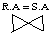 R.A = S.A